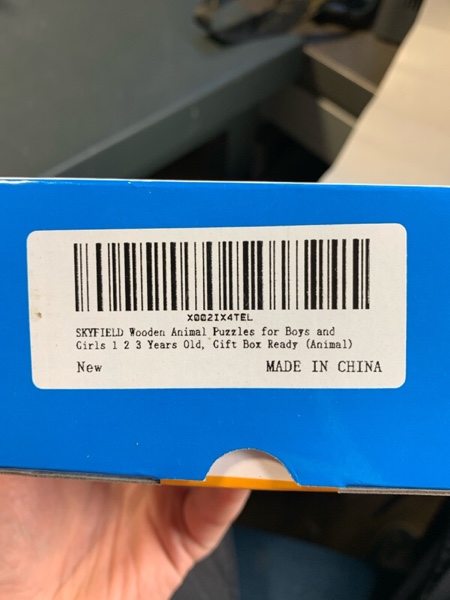 X002IX4TEL
SKYFIELD Wooden Animal Puzzles for Boys and
Girls 1 2 3 Years Old, Gift Box Ready (Animal)
New MADE IN CHINA